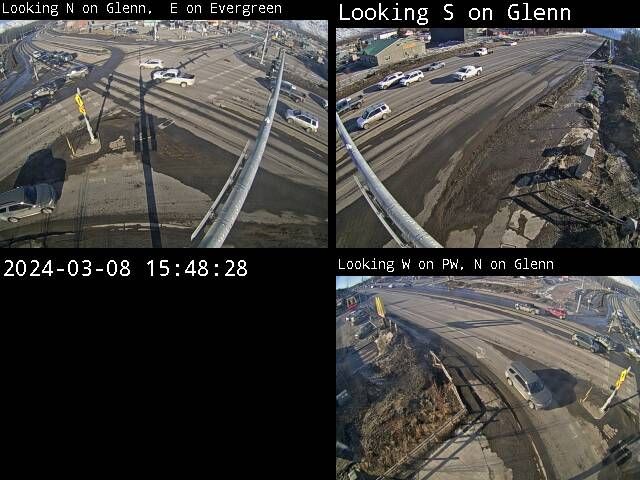 Looking N on Glenn,  E on Evergreen
Looking S on Glenn
2024-03-08 15:48:28
Looking W on PW, N on Glenn